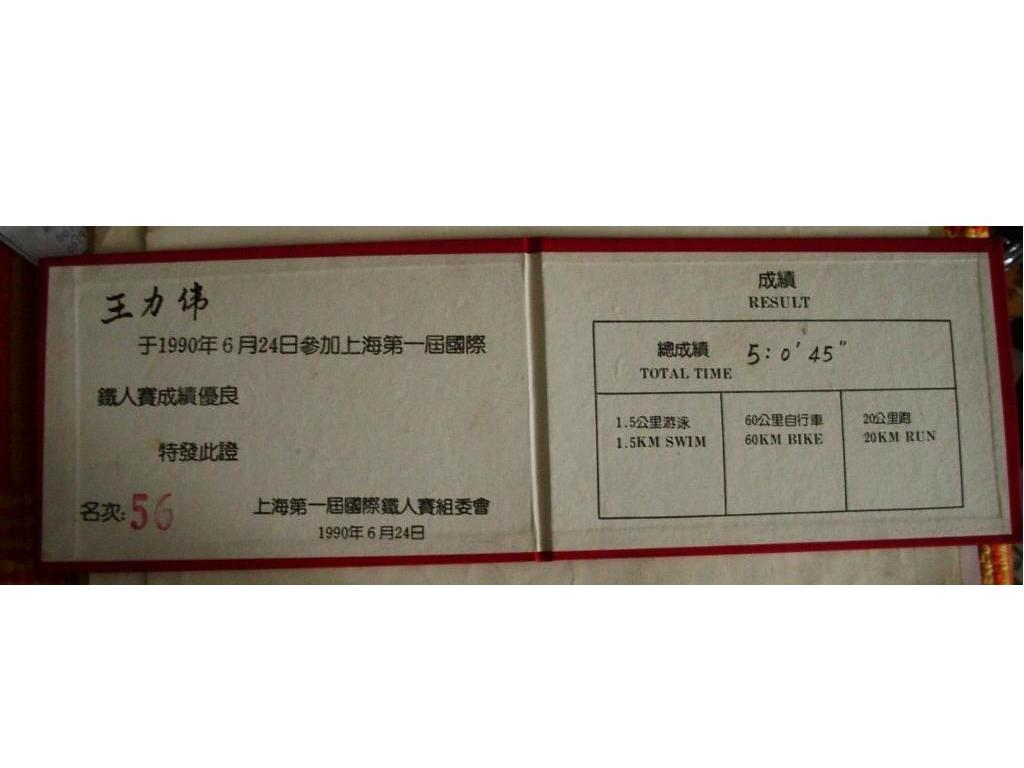 王力偉
于1990年6月24日參加上海第一屆國際
鐵人賽成績優良
特發此證
名次:56
上海第一屆國際鐵人賽組委會
1990年6月24日
成績
RESULT
總成績 5:0'45"
TOTAL TIME
1.5公里游泳
1.5KM SWIM
60公里自行車
60KM BIKE
20公里跑
20KM RUN